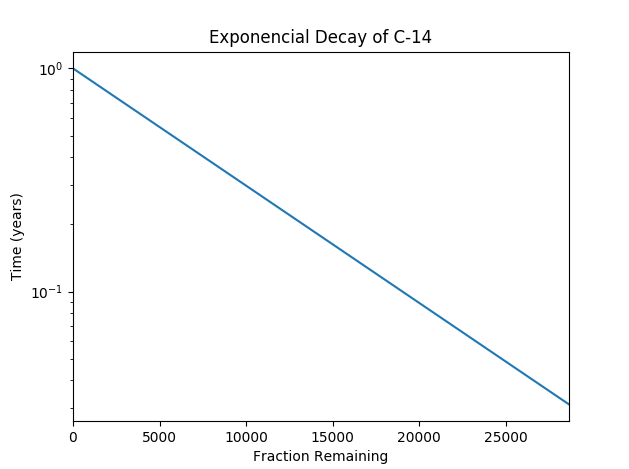 Exponencial Decay of C-14
Time (years)
10⁰
10⁻¹
0 5000 10000 15000 20000 25000
Fraction Remaining